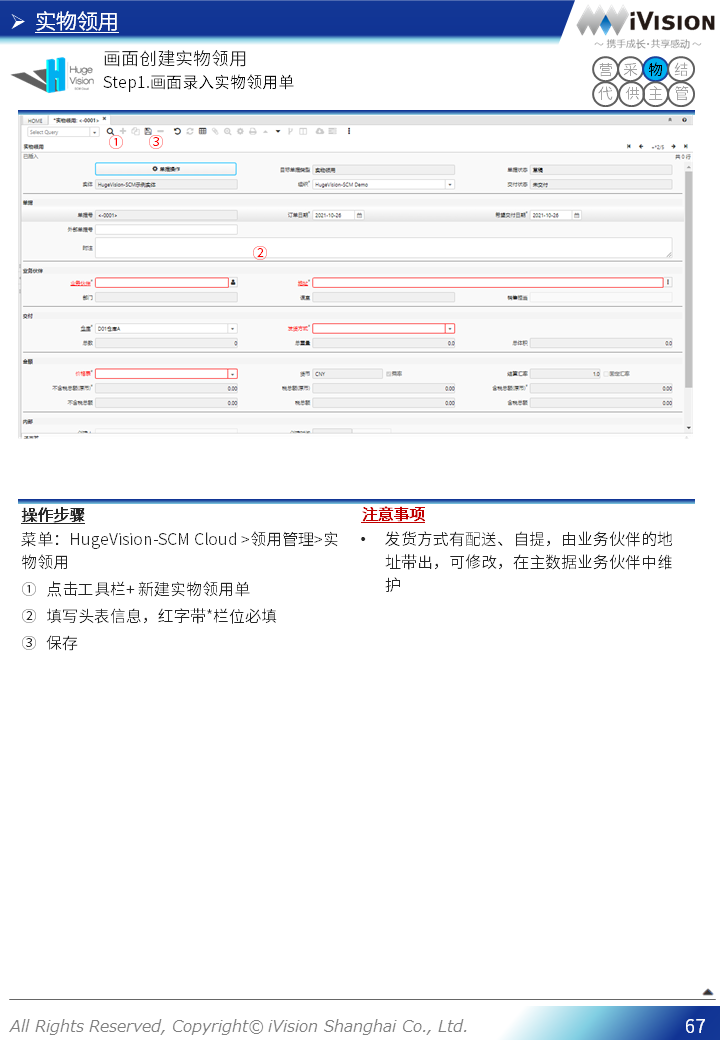 实物领用
iVISION
～ 携手成长·共享感动 ～
Huge
Vision
画面创建实物领用
Step1.画面录入实物领用单
营 采 物 结
代 供 主 管
HOME *实物领用: <-0001> ×
Select Query
① ③
实物领用
+*2/5
已插入 共 0 行
单据操作 目标单据类型 实物领用 单据状态 草稿
实体 HugeVision-SCM示例实体 组织* HugeVision-SCM Demo 交付状态 未交付
单据
单据号 <-0001> 订单日期* 2021-10-26 希望交付日期* 2021-10-26
外部单据号
附注
②
业务伙伴
业务伙伴* 地址*
部门 销售担当
交付
仓库* D01仓库A 发货方式*
总数 0 总重量 0.0 总体积 0.0
金额
价格表* 货币 CNY 结算汇率 1.0 固定汇率
不含税总额(原币)* 0.00 税总额(原币) 0.00 含税总额(原币)* 0.00
不含税总额 0.00 税总额 0.00 含税总额 0.00
内部
操作步骤
菜单：HugeVision-SCM Cloud >领用管理>实
物领用
① 点击工具栏+ 新建实物领用单
② 填写头表信息，红字带*栏位必填
③ 保存
注意事项
• 发货方式有配送、自提，由业务伙伴的地
址带出，可修改，在主数据业务伙伴中维
护
All Rights Reserved, Copyright© iVision Shanghai Co., Ltd.
67